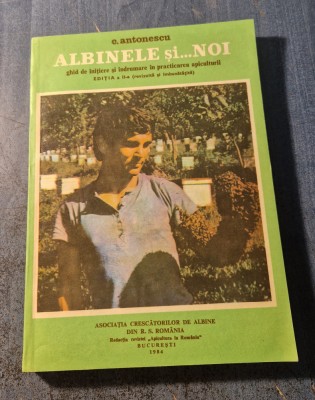 c. antonescu
ALBINELE și...NOI
ghid de inițiere și îndrumare în practicarea apiculturii
EDIȚIA a II-a (revizuită și îmbunătățită)
ASOCIAȚIA CRESCĂTORILOR DE ALBINE
DIN R. S. ROMÂNIA
Redacția revistei „Apicultura în România”
BUCUREȘTI
1984